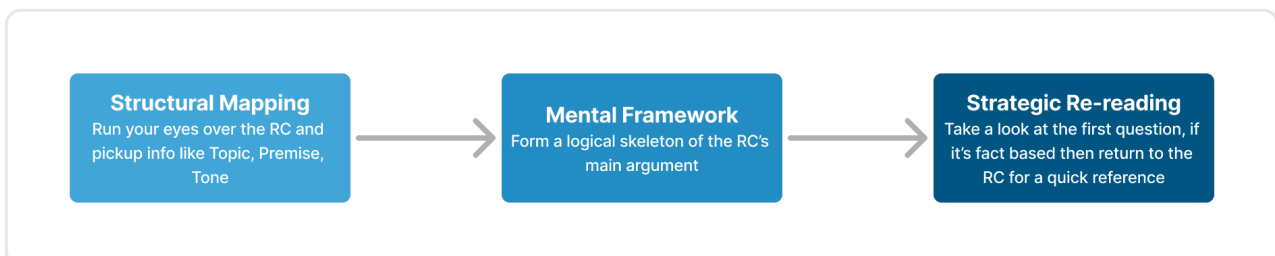 Structural Mapping
Run your eyes over the RC and
pickup info like Topic, Premise,
Tone
Mental Framework
Form a logical skeleton of the RC's
main argument
Strategic Re-reading
Take a look at the first question, if
it's fact based then return to the
RC for a quick reference